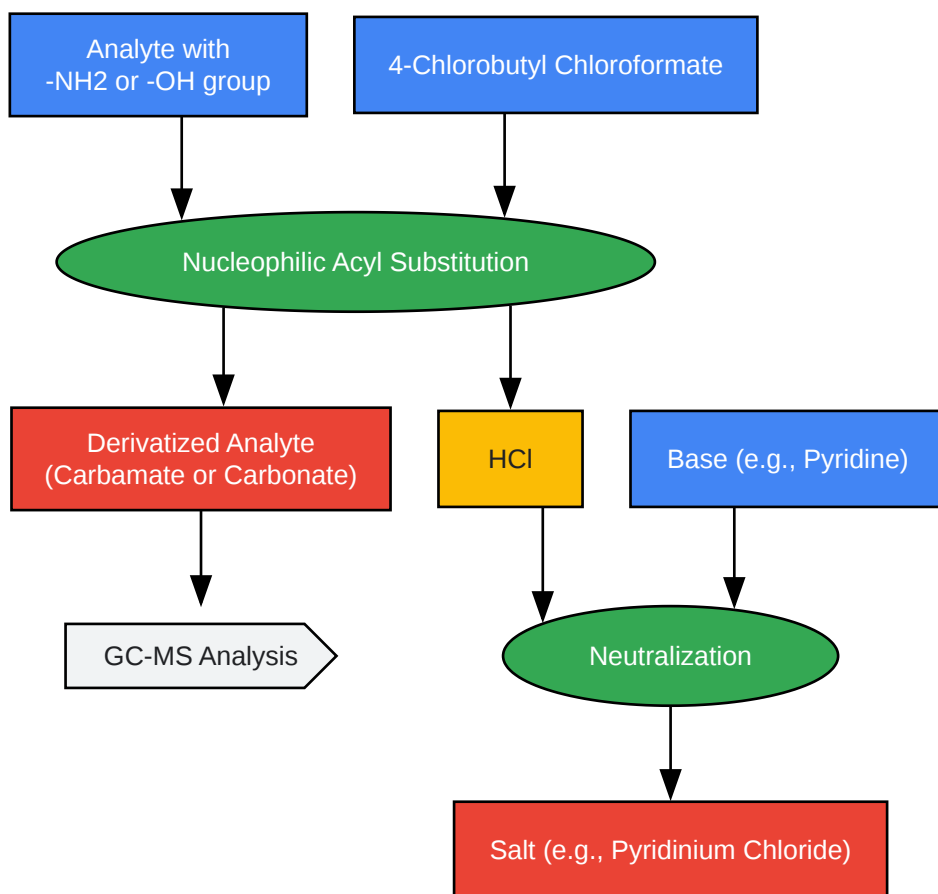 Analyte with
-NH2 or -OH group
4-Chlorobutyl Chloroformate
Nucleophilic Acyl Substitution
Derivatized Analyte
(Carbamate or Carbonate)
HCl
Base (e.g., Pyridine)
GC-MS Analysis
Neutralization
Salt (e.g., Pyridinium Chloride)